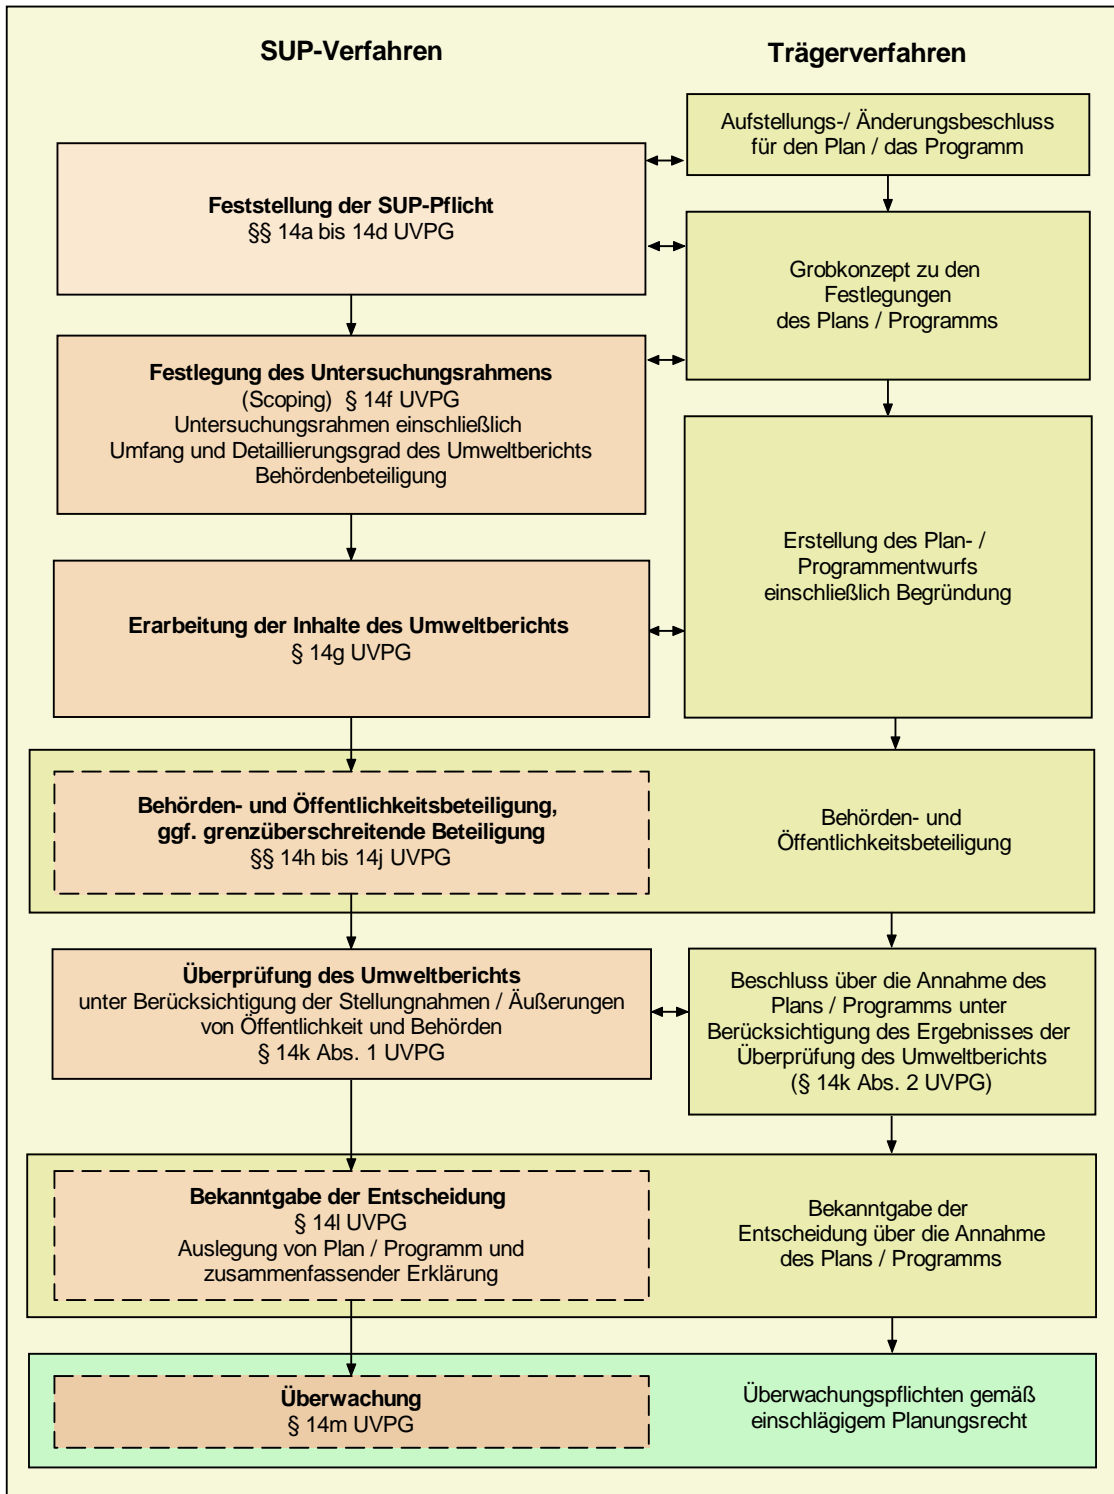 SUP-Verfahren
Trägerverfahren
Aufstellungs-/ Änderungsbeschluss
für den Plan / das Programm
Feststellung der SUP-Pflicht
§§ 14a bis 14d UVPG
Grobkonzept zu den
Festlegungen
des Plans / Programms
Festlegung des Untersuchungsrahmens
(Scoping) § 14f UVPG
Untersuchungsrahmen einschließlich
Umfang und Detaillierungsgrad des Umweltberichts
Behördenbeteiligung
Erstellung des Plan- /
Programmentwurfs
einschließlich Begründung
Erarbeitung der Inhalte des Umweltberichts
§ 14g UVPG
Behörden- und Öffentlichkeitsbeteiligung,
ggf. grenzüberschreitende Beteiligung
§§ 14h bis 14j UVPG
Behörden- und
Öffentlichkeitsbeteiligung
Überprüfung des Umweltberichts
unter Berücksichtigung der Stellungnahmen / Äußerungen
von Öffentlichkeit und Behörden
§ 14k Abs. 1 UVPG
Beschluss über die Annahme des
Plans / Programms unter
Berücksichtigung des Ergebnisses der
Überprüfung des Umweltberichts
(§ 14k Abs. 2 UVPG)
Bekanntgabe der Entscheidung
§ 14l UVPG
Auslegung von Plan / Programm und
zusammenfassender Erklärung
Bekanntgabe der
Entscheidung über die Annahme
des Plans / Programms
Überwachung
§ 14m UVPG
Überwachungspflichten gemäß
einschlägigem Planungsrecht